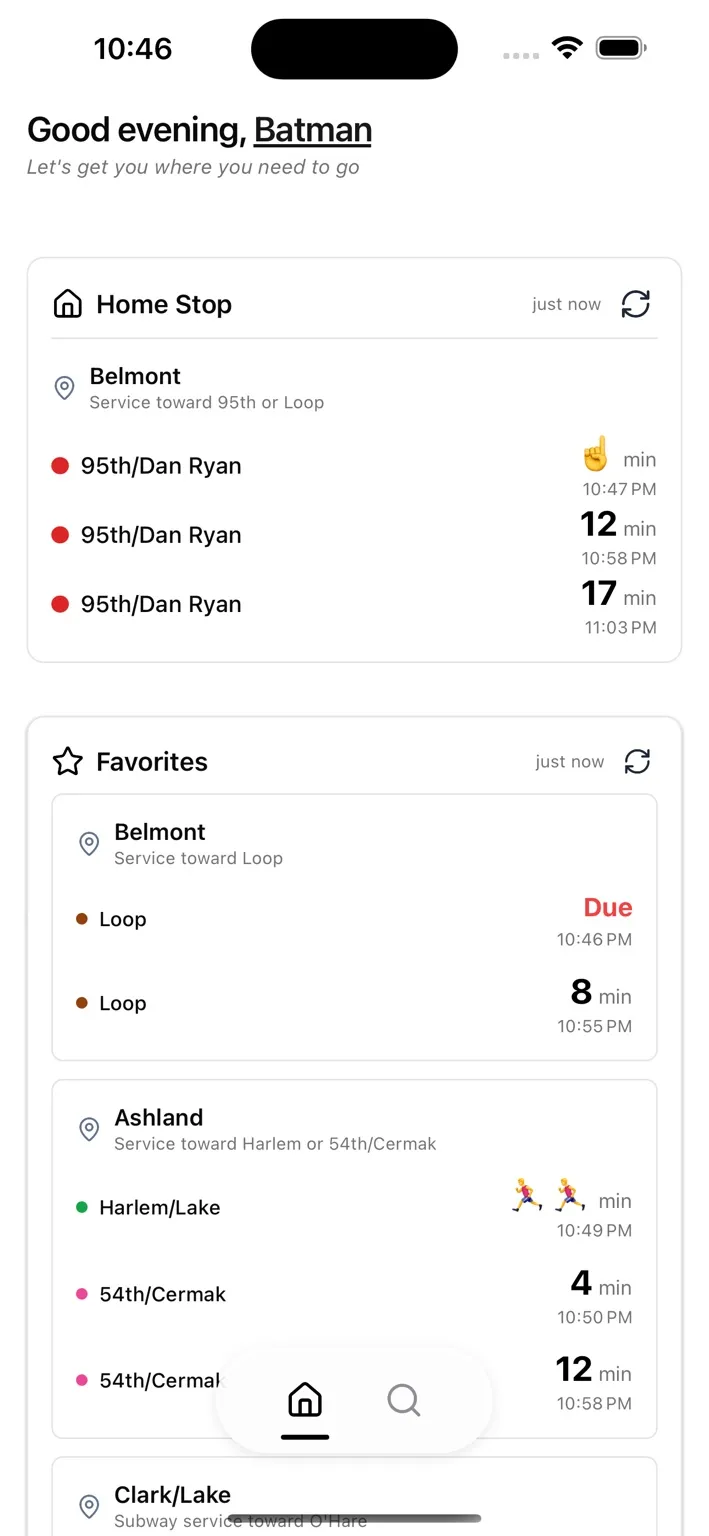 10:46
Good evening, Batman
Let's get you where you need to go
Home Stop just now
Belmont
Service toward 95th or Loop
95th/Dan Ryan ☝️ min
10:47 PM
95th/Dan Ryan 12 min
10:58 PM
95th/Dan Ryan 17 min
11:03 PM
Favorites just now
Belmont
Service toward Loop
Loop Due
10:46 PM
Loop 8 min
10:55 PM
Ashland
Service toward Harlem or 54th/Cermak
Harlem/Lake 🏃🏃 min
10:49 PM
54th/Cermak 4 min
10:50 PM
54th/Cermak 12 min
10:58 PM
Clark/Lake
Subway service toward O'Hare